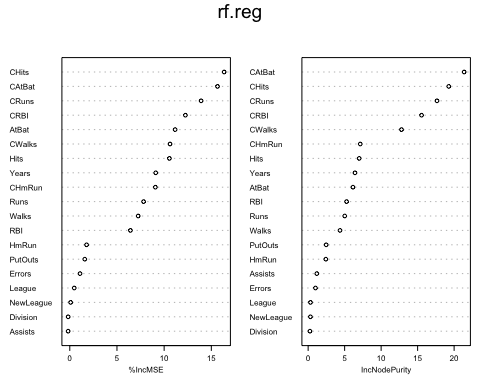 rf.reg
CHits
CAtBat
CRuns
CRBI
AtBat
CWalks
Hits
Years
CHmRun
Runs
Walks
RBI
HmRun
PutOuts
Errors
League
NewLeague
Division
Assists
0 5 10 15
%IncMSE
CAtBat
CHits
CRuns
CRBI
CWalks
CHmRun
Hits
Years
AtBat
RBI
Runs
Walks
PutOuts
HmRun
Assists
Errors
League
NewLeague
Division
0 5 10 15 20
IncNodePurity